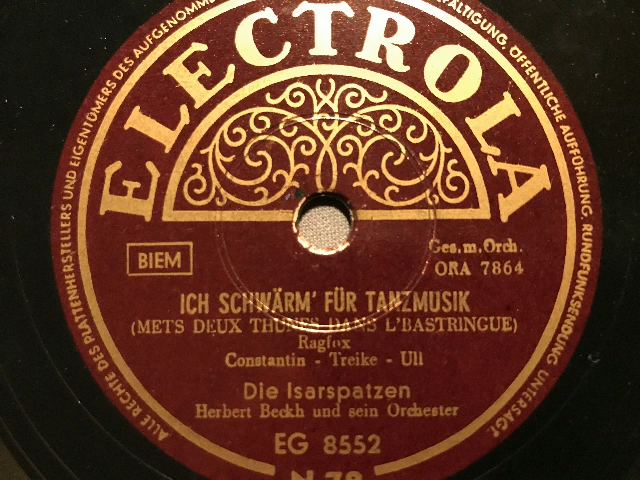 ALLE RECHTE DES PLATTENHERSTELLERS UND EIGENTÜMERS DES AUFGENOMME
FÄLTIGUNG, ÖFFENTLICHE AUFFÜHRUNG, RUNDFUNKSENDUNG UNTERSAGT.
ELECTROLA
BIEM
Ges.m.Orch.
ORA 7864
ICH SCHWÄRM' FÜR TANZMUSIK
(METS DEUX THUNES DANS L'BASTRINGUE)
Ragfox
Constantin - Treike - Ull
Die Isarspatzen
Herbert Beckh und sein Orchester
EG 8552
N 78